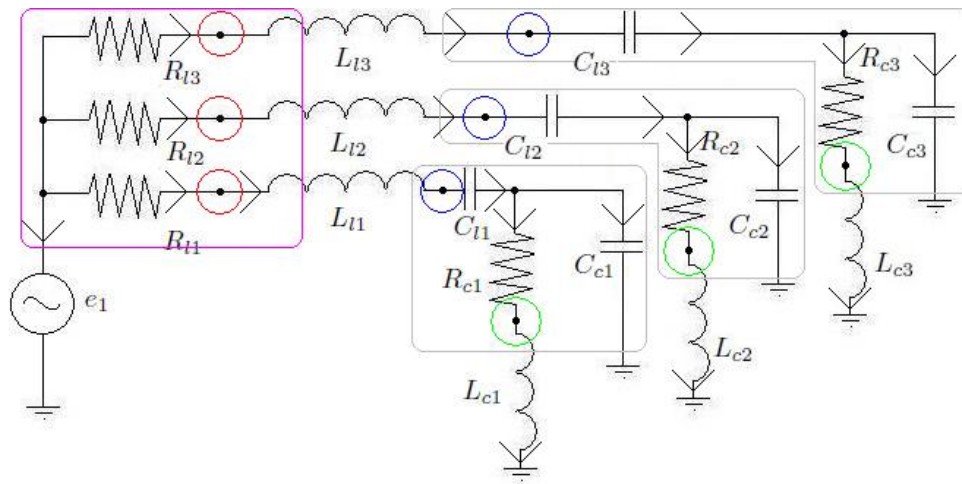 R_{l3}
L_{l3}
C_{l3}
R_{c3}
R_{l2}
L_{l2}
C_{l2}
R_{c2}
C_{c3}
R_{l1}
L_{l1}
C_{l1}
C_{c2}
R_{c1}
C_{c1}
L_{c3}
e_1
L_{c2}
L_{c1}